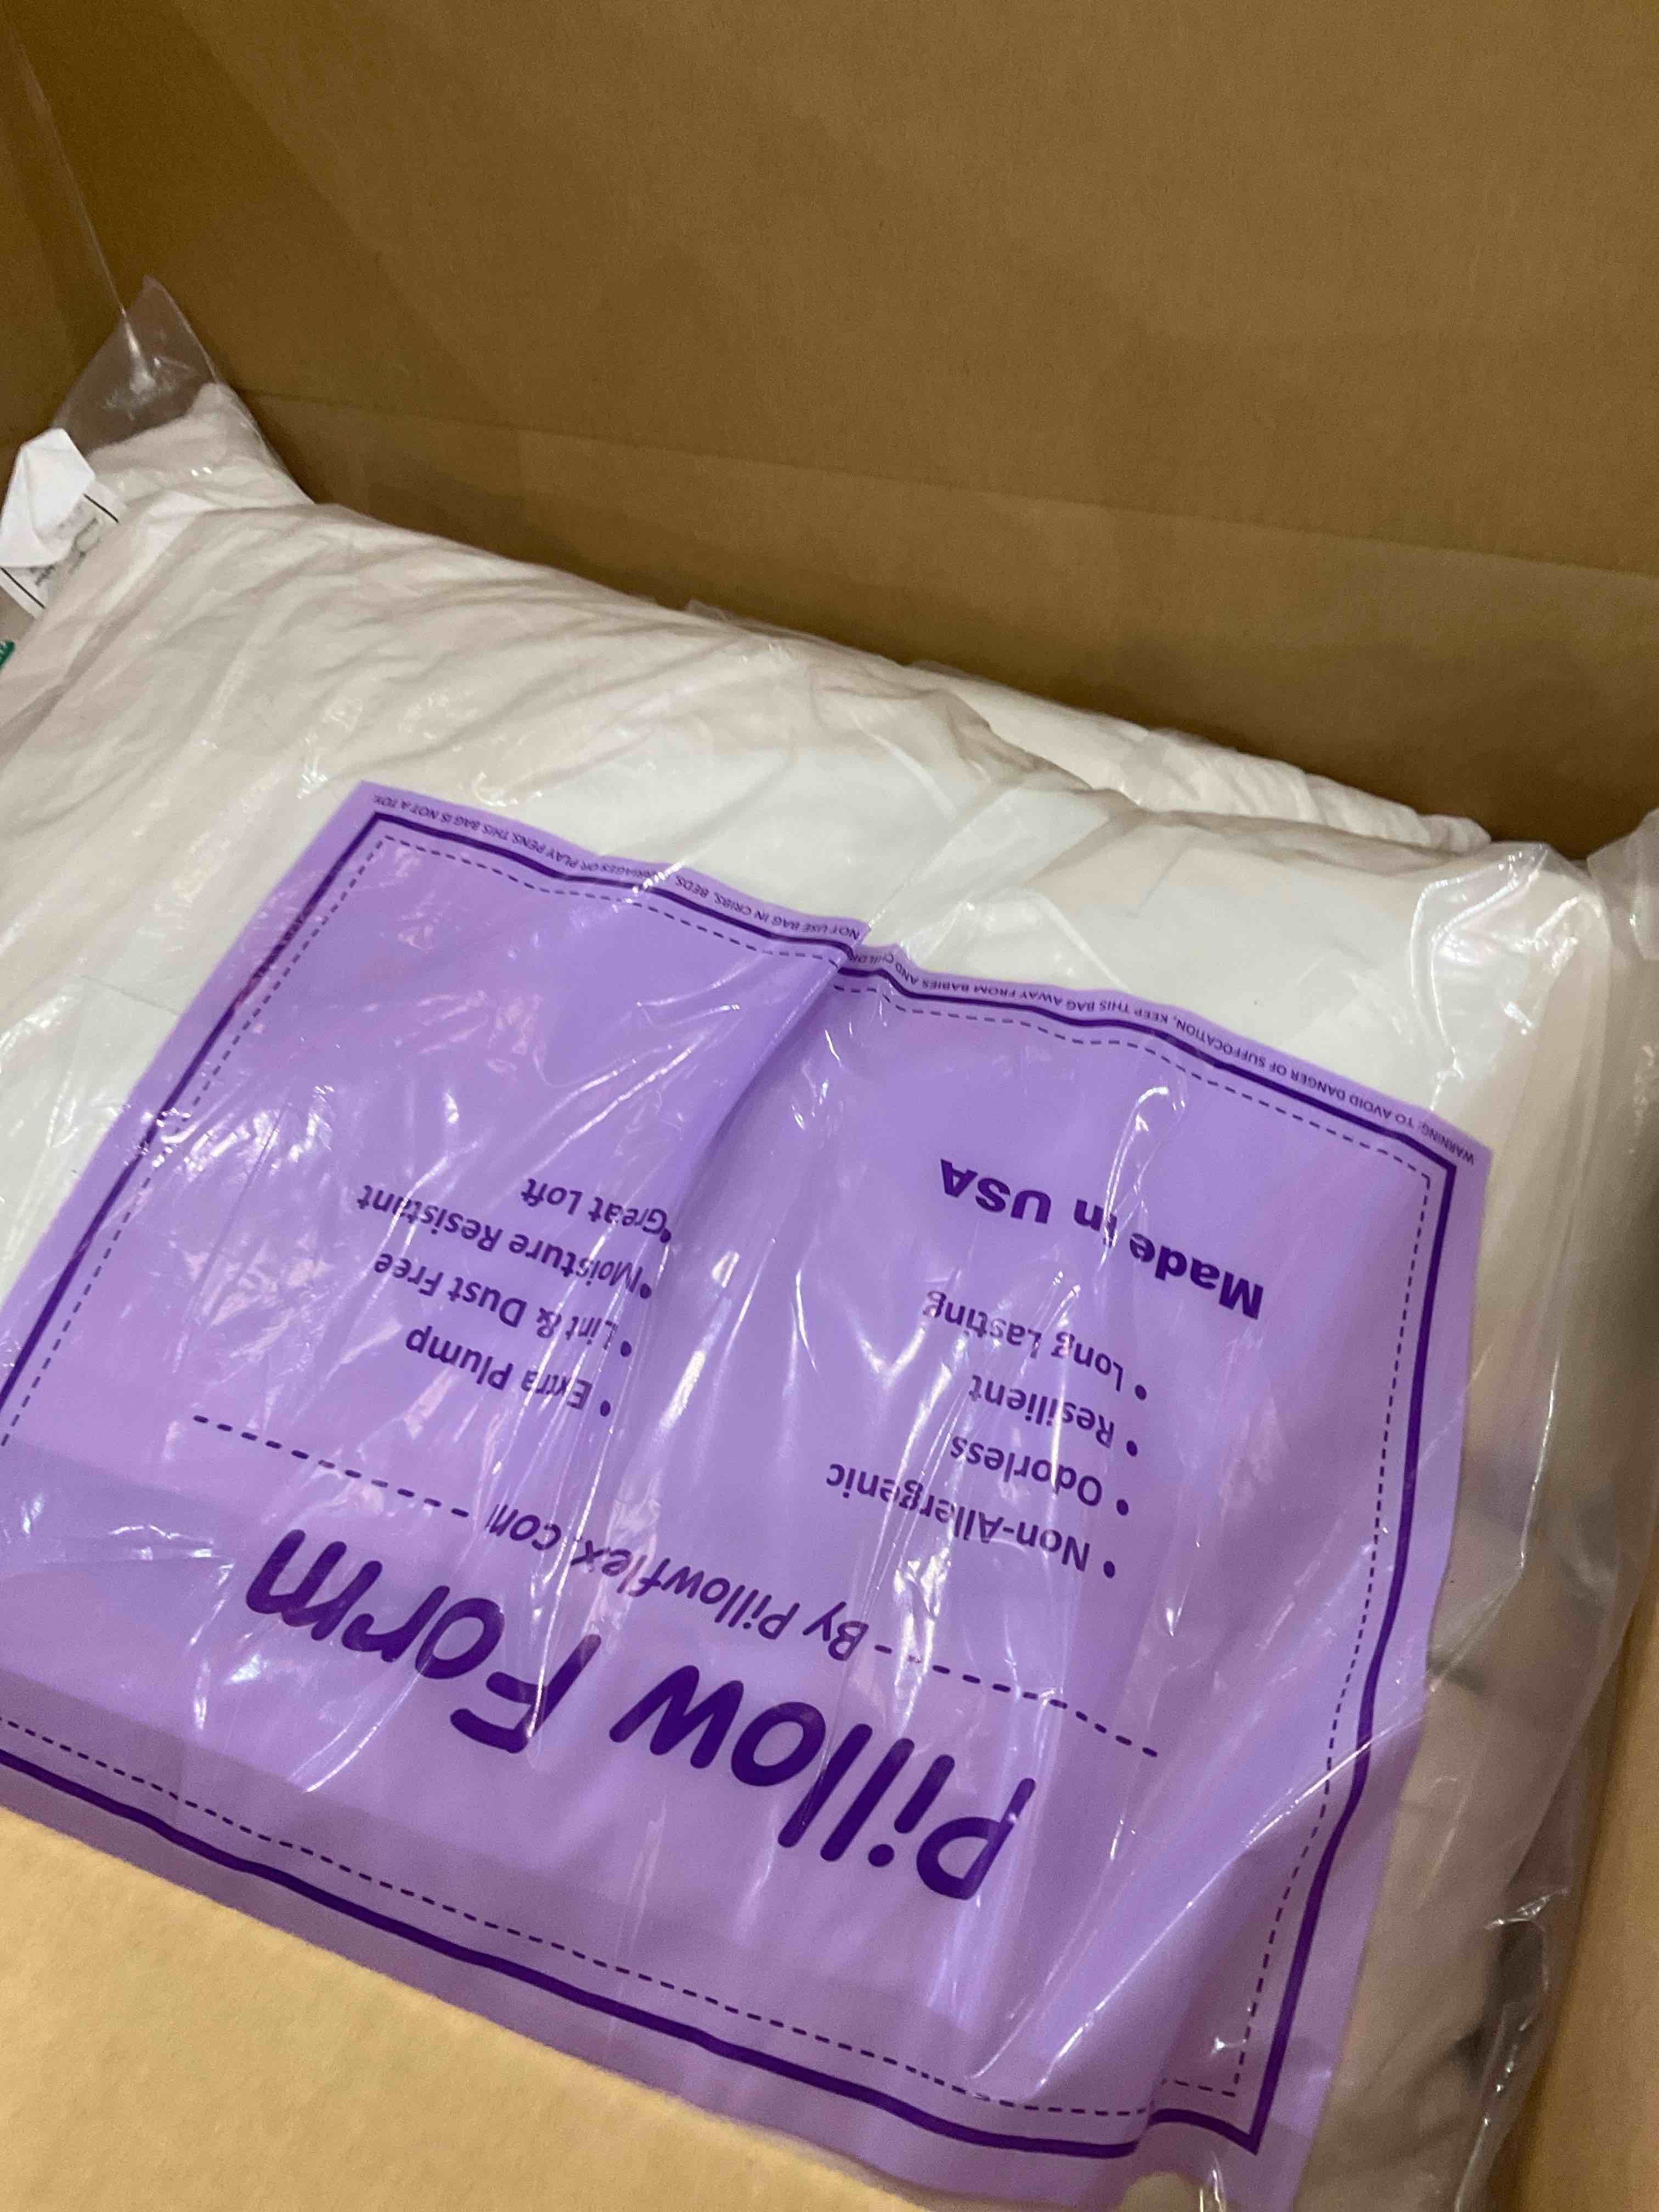 Pillow Form
By Pillowflex.com
• Non-Allergenic
• Odorless
• Resilient
• Long Lasting
• Extra Plump
• Lint & Dust Free
•Moisture Resistant
•Great Loft
Made in USA
WARNING: TO AVOID DANGER OF SUFFOCATION, KEEP THIS BAG AWAY FROM BABIES AND NOT USE BAG IN CRIBS, BEDS, OR PLAY PENS. THIS BAG IS NOT A TOY.